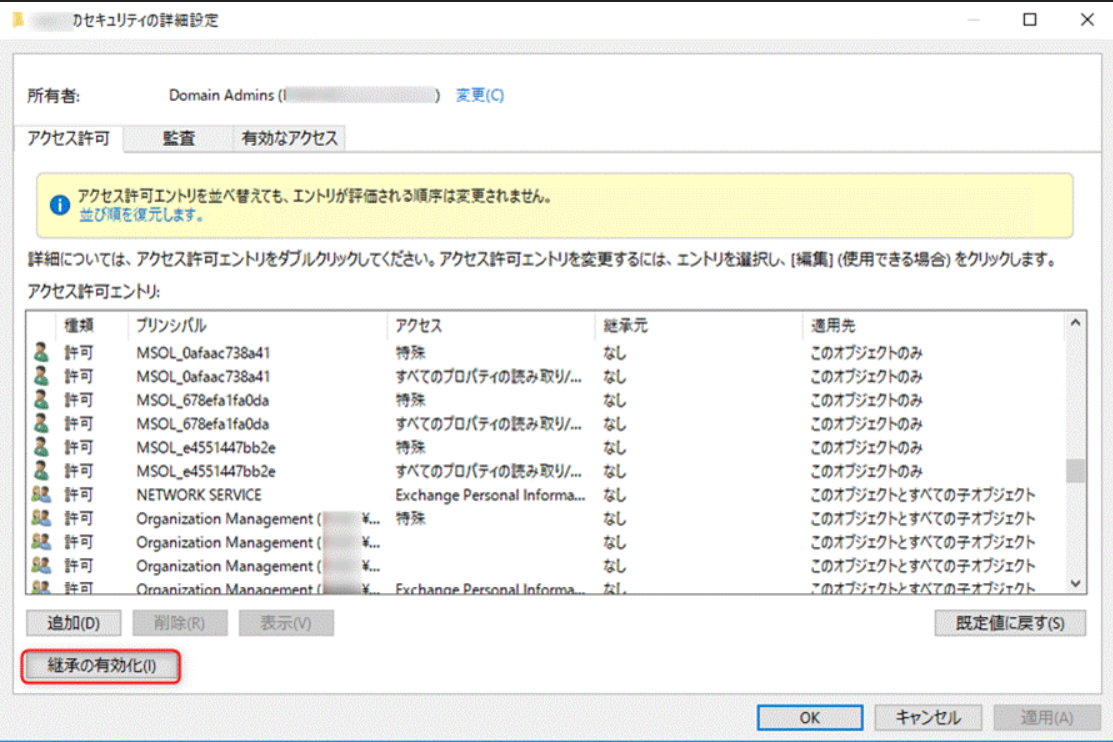 のセキュリティの詳細設定
所有者: Domain Admins ( ) 変更(C)
アクセス許可 監査 有効なアクセス
アクセス許可エントリを並べ替えても、エントリが評価される順序は変更されません。
並び順を復元します。
詳細については、アクセス許可エントリをダブルクリックしてください。アクセス許可エントリを変更するには、エントリを選択し、[編集] (使用できる場合) をクリックします。
アクセス許可エントリ:
種類 プリンシパル アクセス 継承元 適用先
許可 MSOL_0afaac738a41 特殊 なし このオブジェクトのみ
許可 MSOL_0afaac738a41 すべてのプロパティの読み取り/... なし このオブジェクトのみ
許可 MSOL_678efa1fa0da 特殊 なし このオブジェクトのみ
許可 MSOL_678efa1fa0da すべてのプロパティの読み取り/... なし このオブジェクトのみ
許可 MSOL_e4551447bb2e 特殊 なし このオブジェクトのみ
許可 MSOL_e4551447bb2e すべてのプロパティの読み取り/... なし このオブジェクトのみ
許可 NETWORK SERVICE Exchange Personal Informa... なし このオブジェクトとすべての子オブジェクト
許可 Organization Management ( ¥... 特殊 なし このオブジェクトとすべての子オブジェクト
許可 Organization Management ( ¥... なし このオブジェクトとすべての子オブジェクト
許可 Organization Management ( ¥... なし このオブジェクトとすべての子オブジェクト
許可 Organization Management ( ¥... Exchange Personal Informa... なし このオブジェクトとすべての子オブジェクト
追加(D) 削除(R) 表示(V) 既定値に戻す(S)
継承の有効化(I)
OK キャンセル 適用(A)